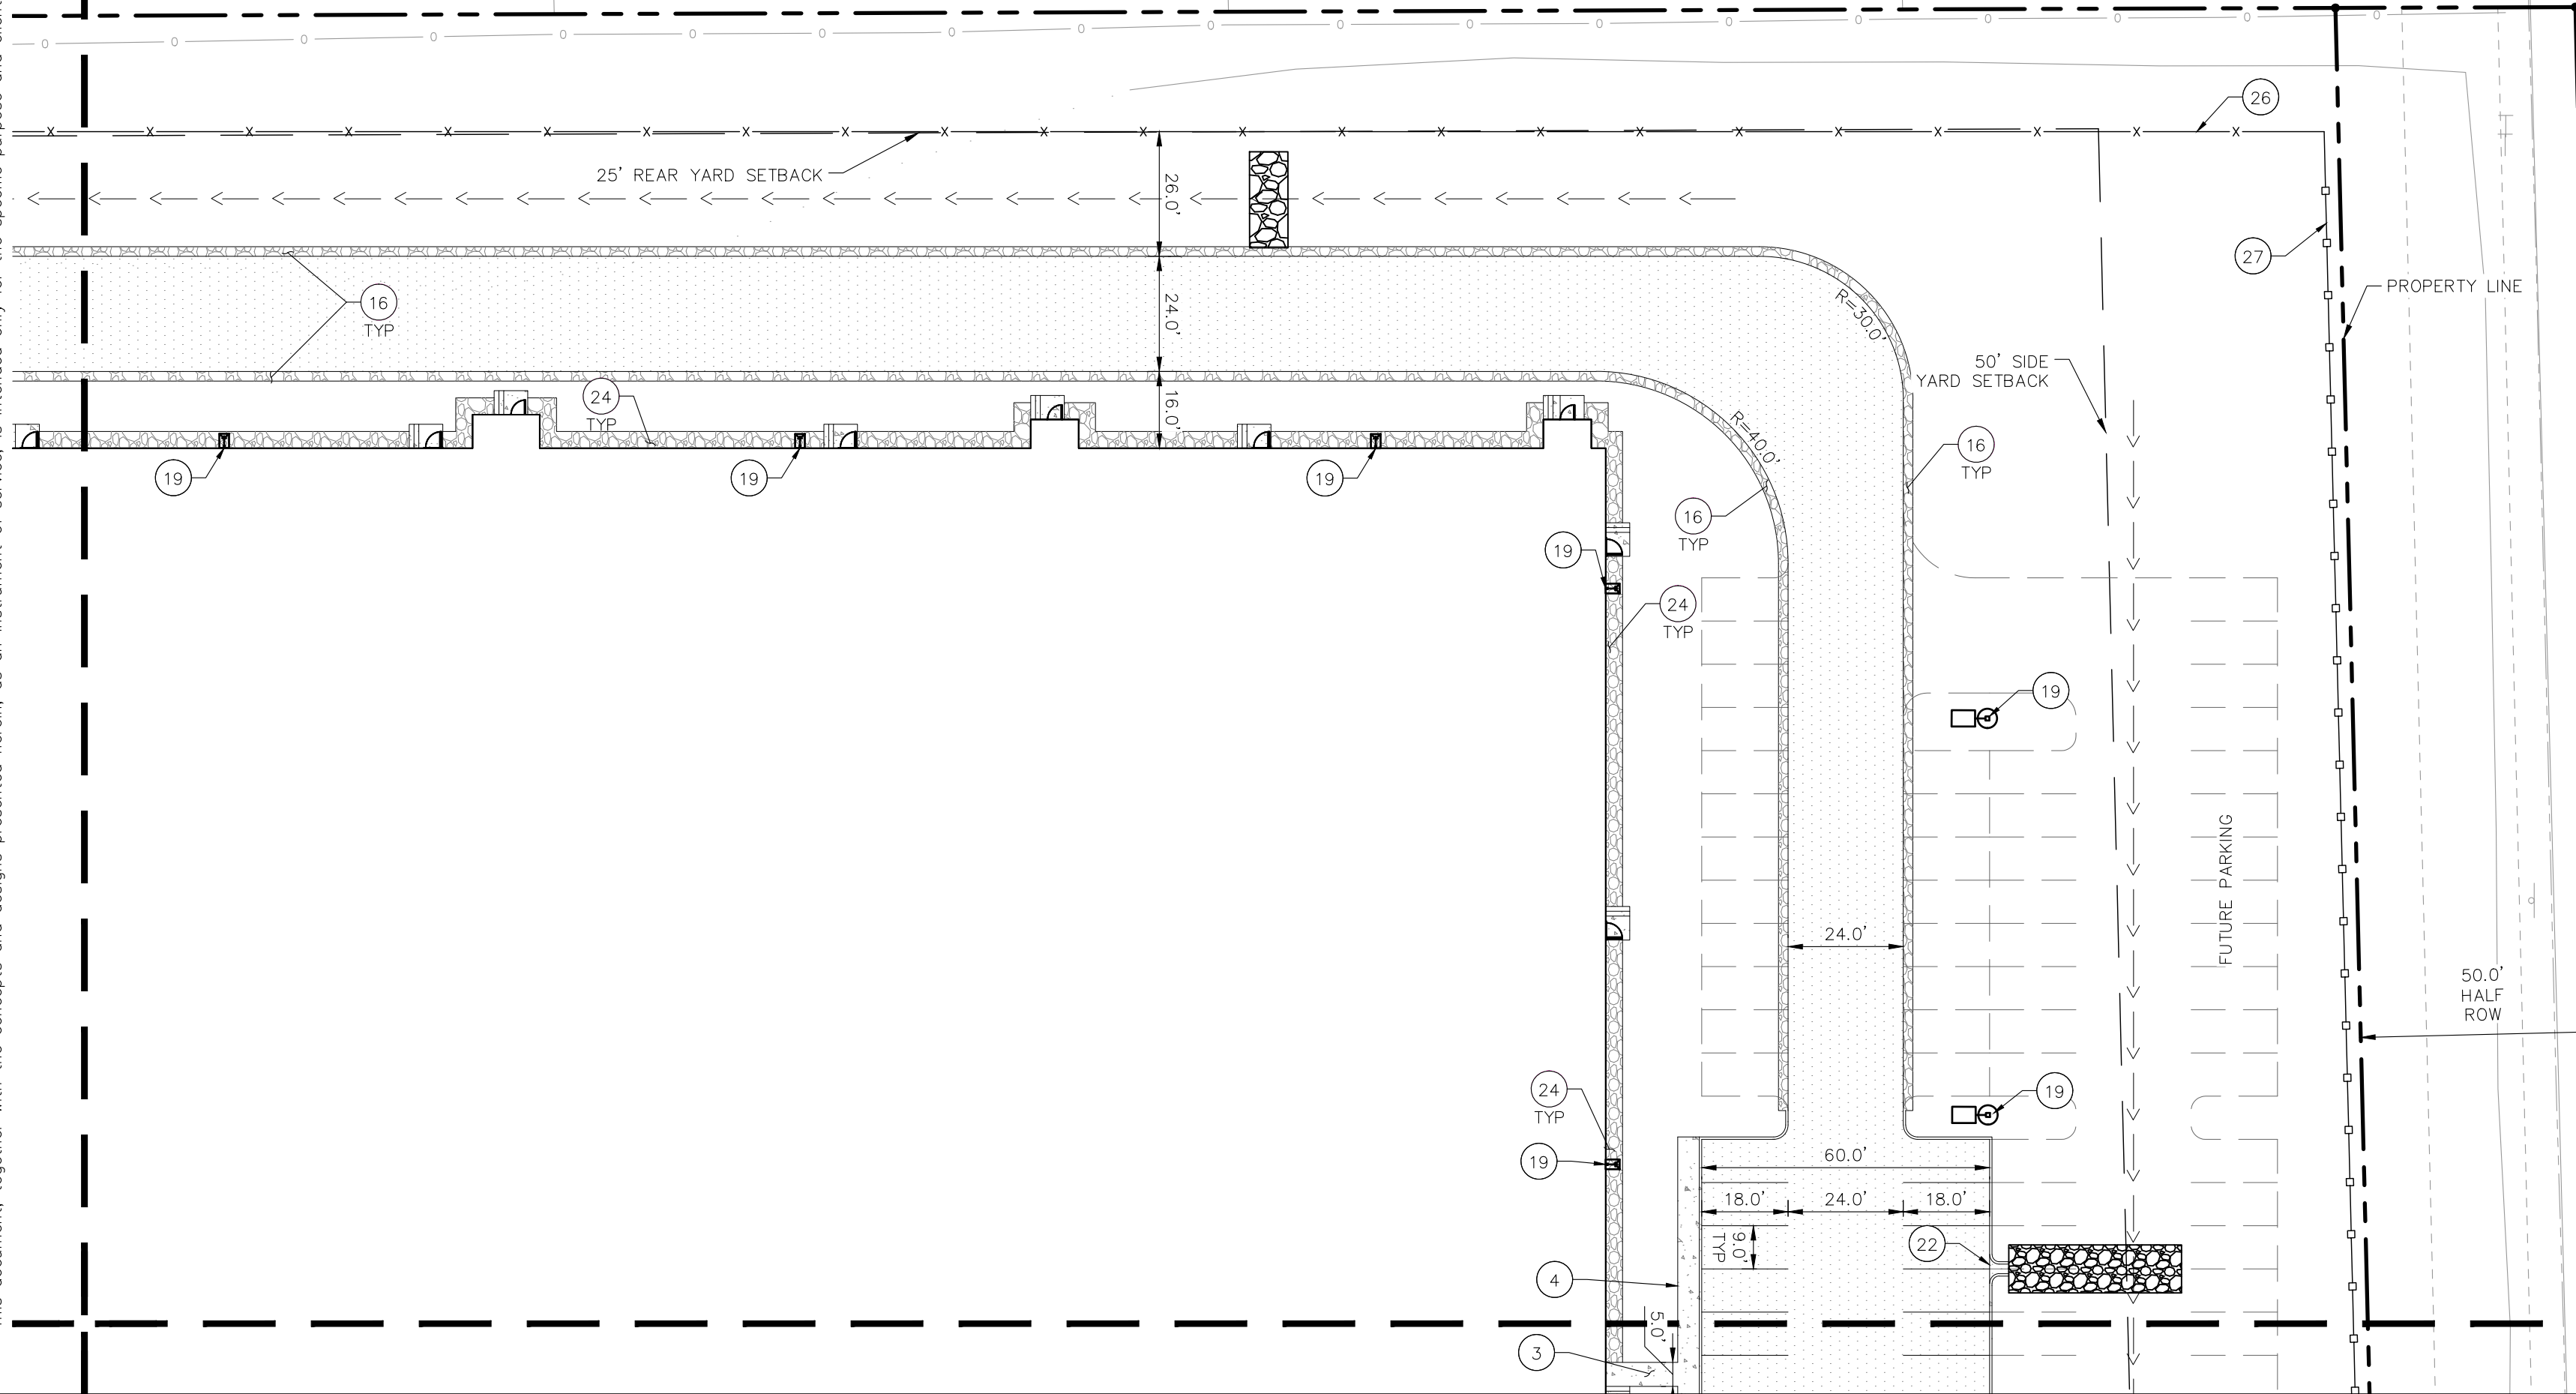 26
25' REAR YARD SETBACK
26.0'
27
PROPERTY LINE
16
TYP
24.0'
R=30.0'
50' SIDE
YARD SETBACK
24
TYP
16.0'
R=40.0'
16
TYP
19
19
19
16
TYP
19
24
TYP
19
FUTURE PARKING
24.0'
50.0'
HALF
ROW
24
TYP
19
19
60.0'
18.0'
24.0'
18.0'
9.0'
TYP
22
4
5.0'
3